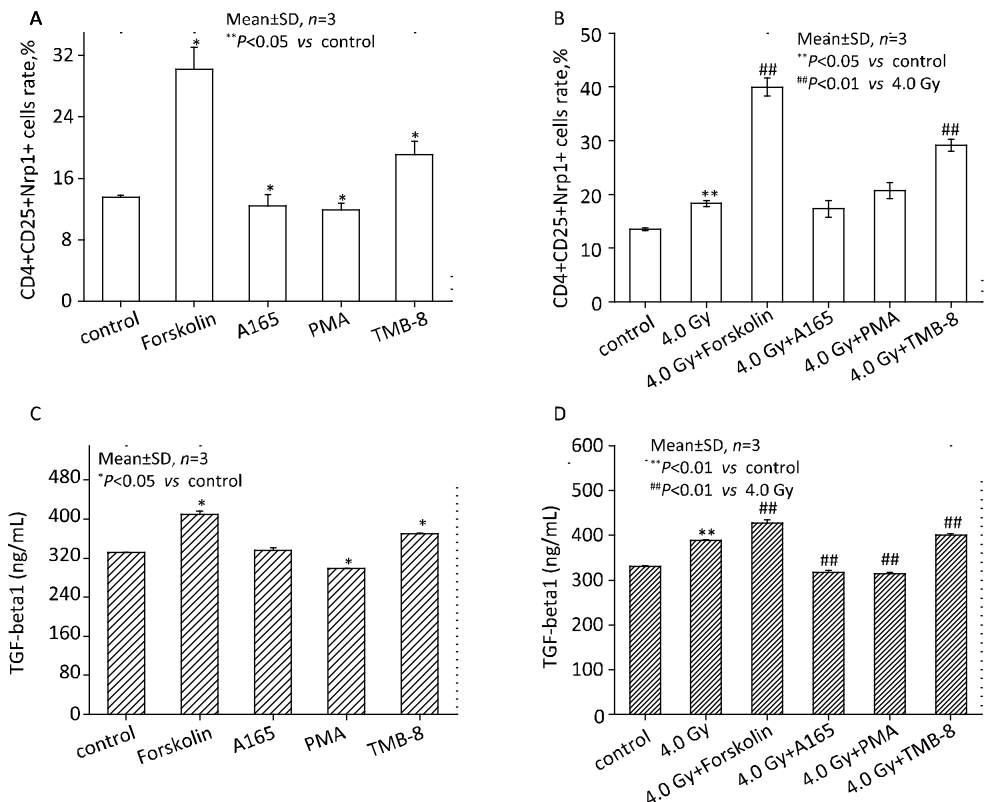 A
Mean±SD, n=3
**P<0.05 vs control
CD4+CD25+Nrp1+ cells rate,%
32
24
16
8
0
*
*
*
*
control
Forskolin
A165
PMA
TMB-8
B
Mean±SD, n=3
**P<0.05 vs control
##P<0.01 vs 4.0 Gy
CD4+CD25+Nrp1+ cells rate,%
50
40
30
20
10
0
**
##
##
control
4.0 Gy
4.0 Gy+Forskolin
4.0 Gy+A165
4.0 Gy+PMA
4.0 Gy+TMB-8
C
Mean±SD, n=3
*P<0.05 vs control
TGF-beta1 (ng/mL)
480
400
320
240
160
80
0
*
*
*
control
Forskolin
A165
PMA
TMB-8
D
Mean±SD, n=3
**P<0.01 vs control
##P<0.01 vs 4.0 Gy
TGF-beta1 (ng/mL)
600
500
400
300
200
100
0
**
##
##
##
##
control
4.0 Gy
4.0 Gy+Forskolin
4.0 Gy+A165
4.0 Gy+PMA
4.0 Gy+TMB-8